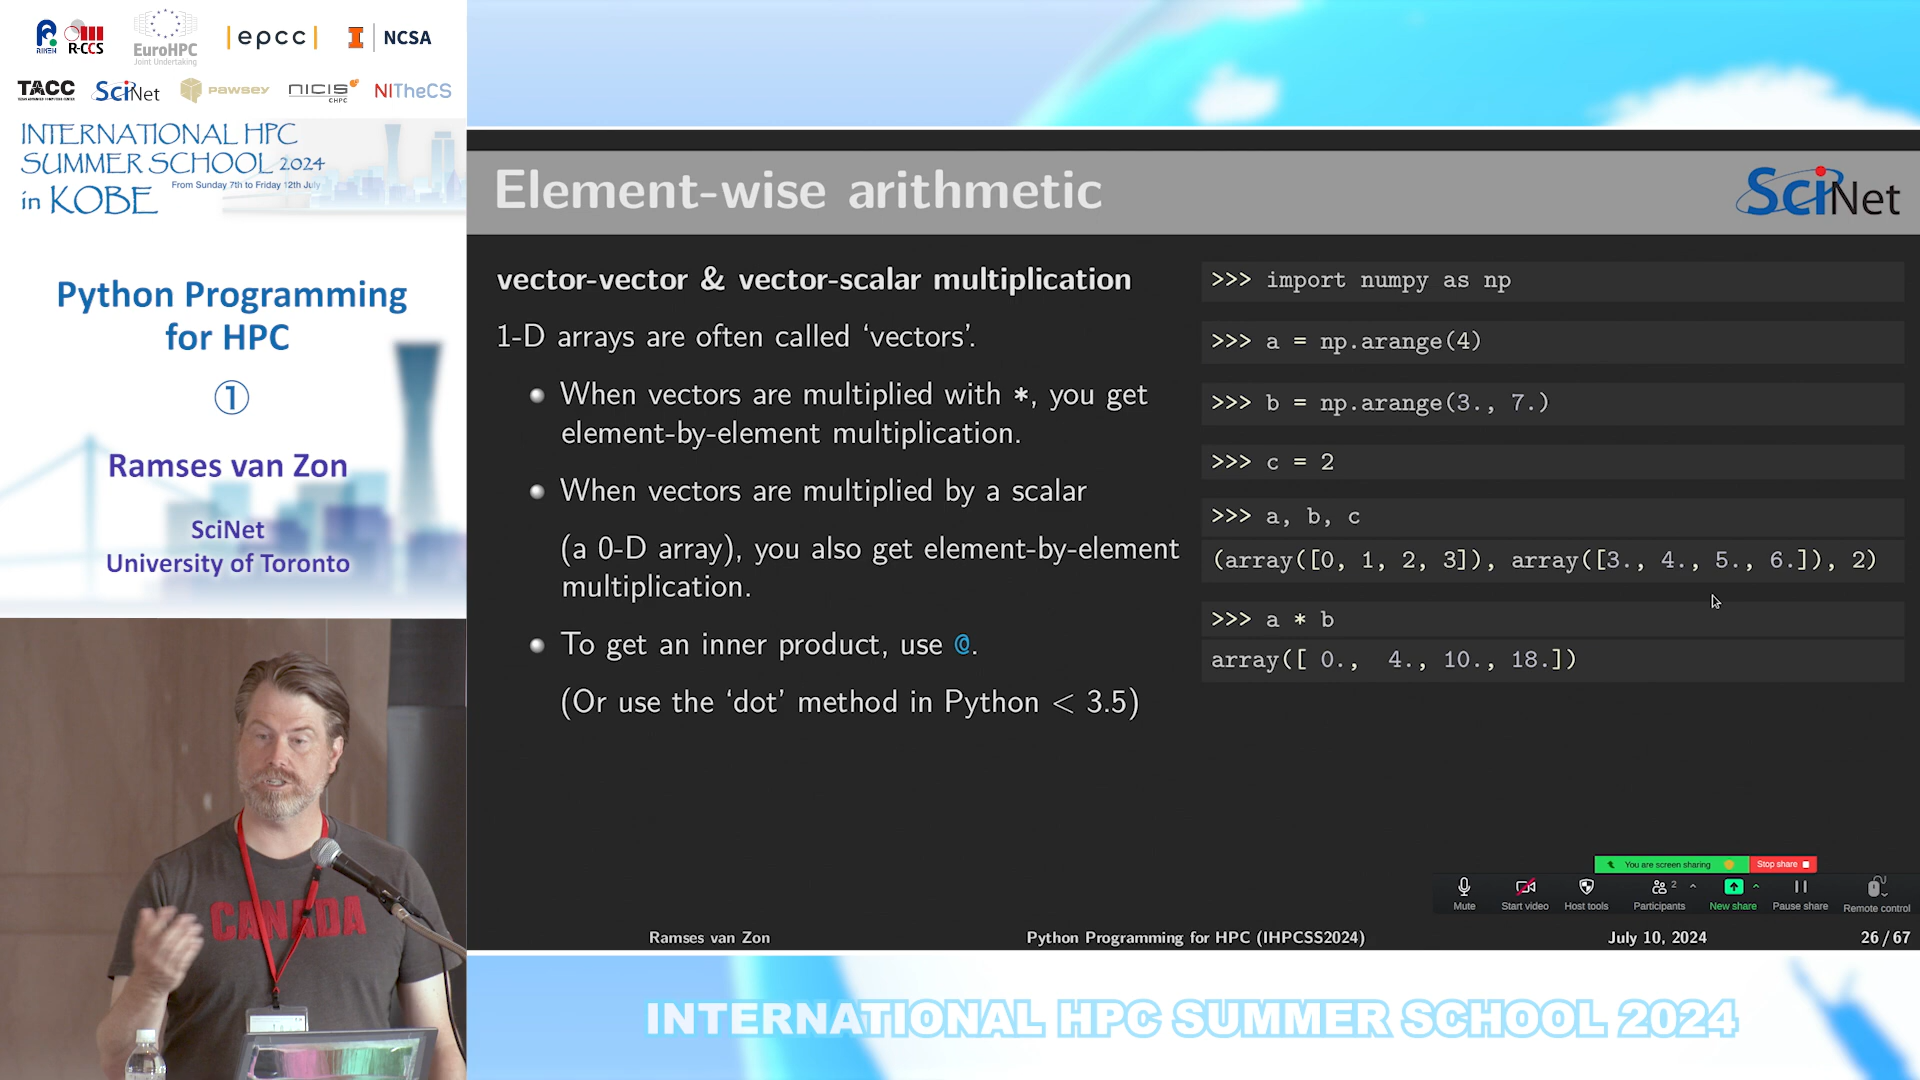 RIKEN
R-CCS
EuroHPC
Joint Undertaking
epcc
NCSA
TACC
SciNet
PAWSEY
NICIS
CHPC
NITheCS
INTERNATIONAL HPC
SUMMER SCHOOL 2024
From Sunday 7th to Friday 12th July
in KOBE
Python Programming
for HPC
①
Ramses van Zon
SciNet
University of Toronto
CANADA
Element-wise arithmetic
SciNet
vector-vector & vector-scalar multiplication
1-D arrays are often called ‘vectors’.
When vectors are multiplied with *, you get
element-by-element multiplication.
When vectors are multiplied by a scalar
(a 0-D array), you also get element-by-element
multiplication.
To get an inner product, use @.
(Or use the ‘dot’ method in Python < 3.5)
>>> import numpy as np
>>> a = np.arange(4)
>>> b = np.arange(3., 7.)
>>> c = 2
>>> a, b, c
(array([0, 1, 2, 3]), array([3., 4., 5., 6.]), 2)
>>> a * b
array([ 0.,  4., 10., 18.])
You are screen sharing
Stop share
2
Mute
Start video
Host tools
Participants
New share
Pause share
Remote control
Ramses van Zon
Python Programming for HPC (IHPCSS2024)
July 10, 2024
26 / 67
INTERNATIONAL HPC SUMMER SCHOOL 2024